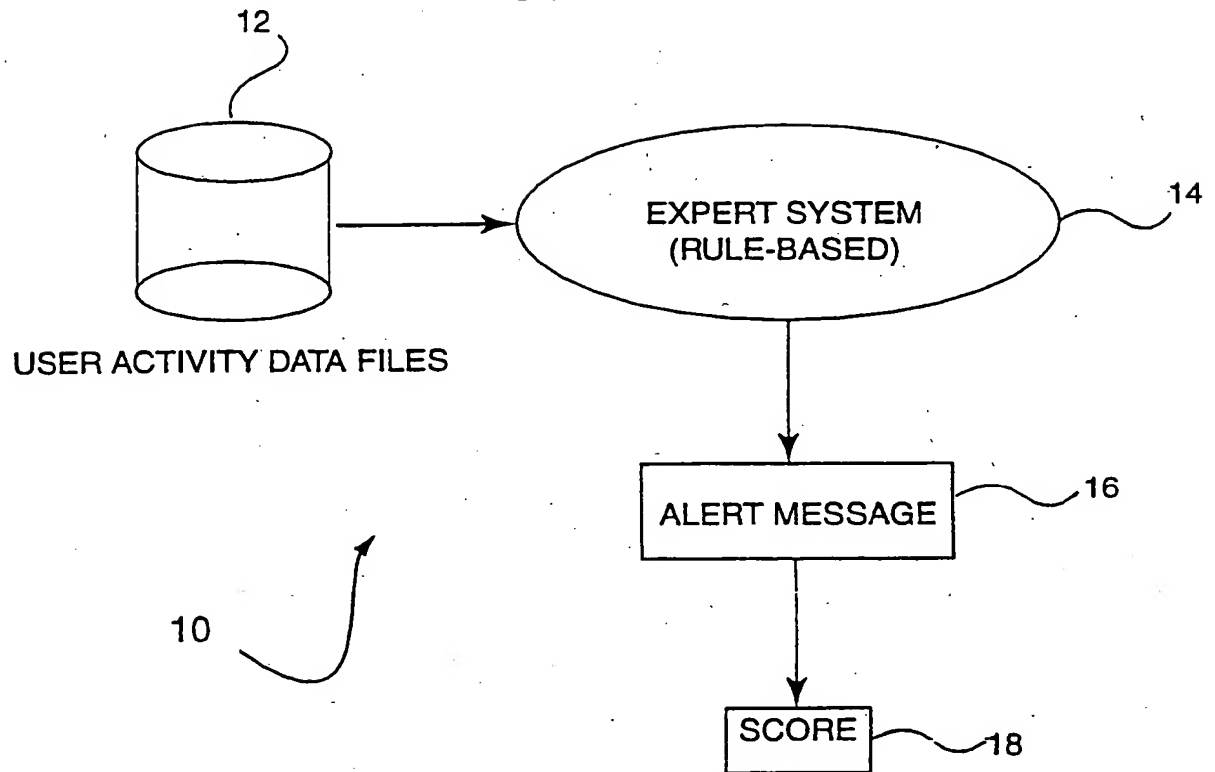 12
EXPERT SYSTEM
(RULE-BASED)
14
USER ACTIVITY DATA FILES
ALERT MESSAGE
16
10
SCORE
18